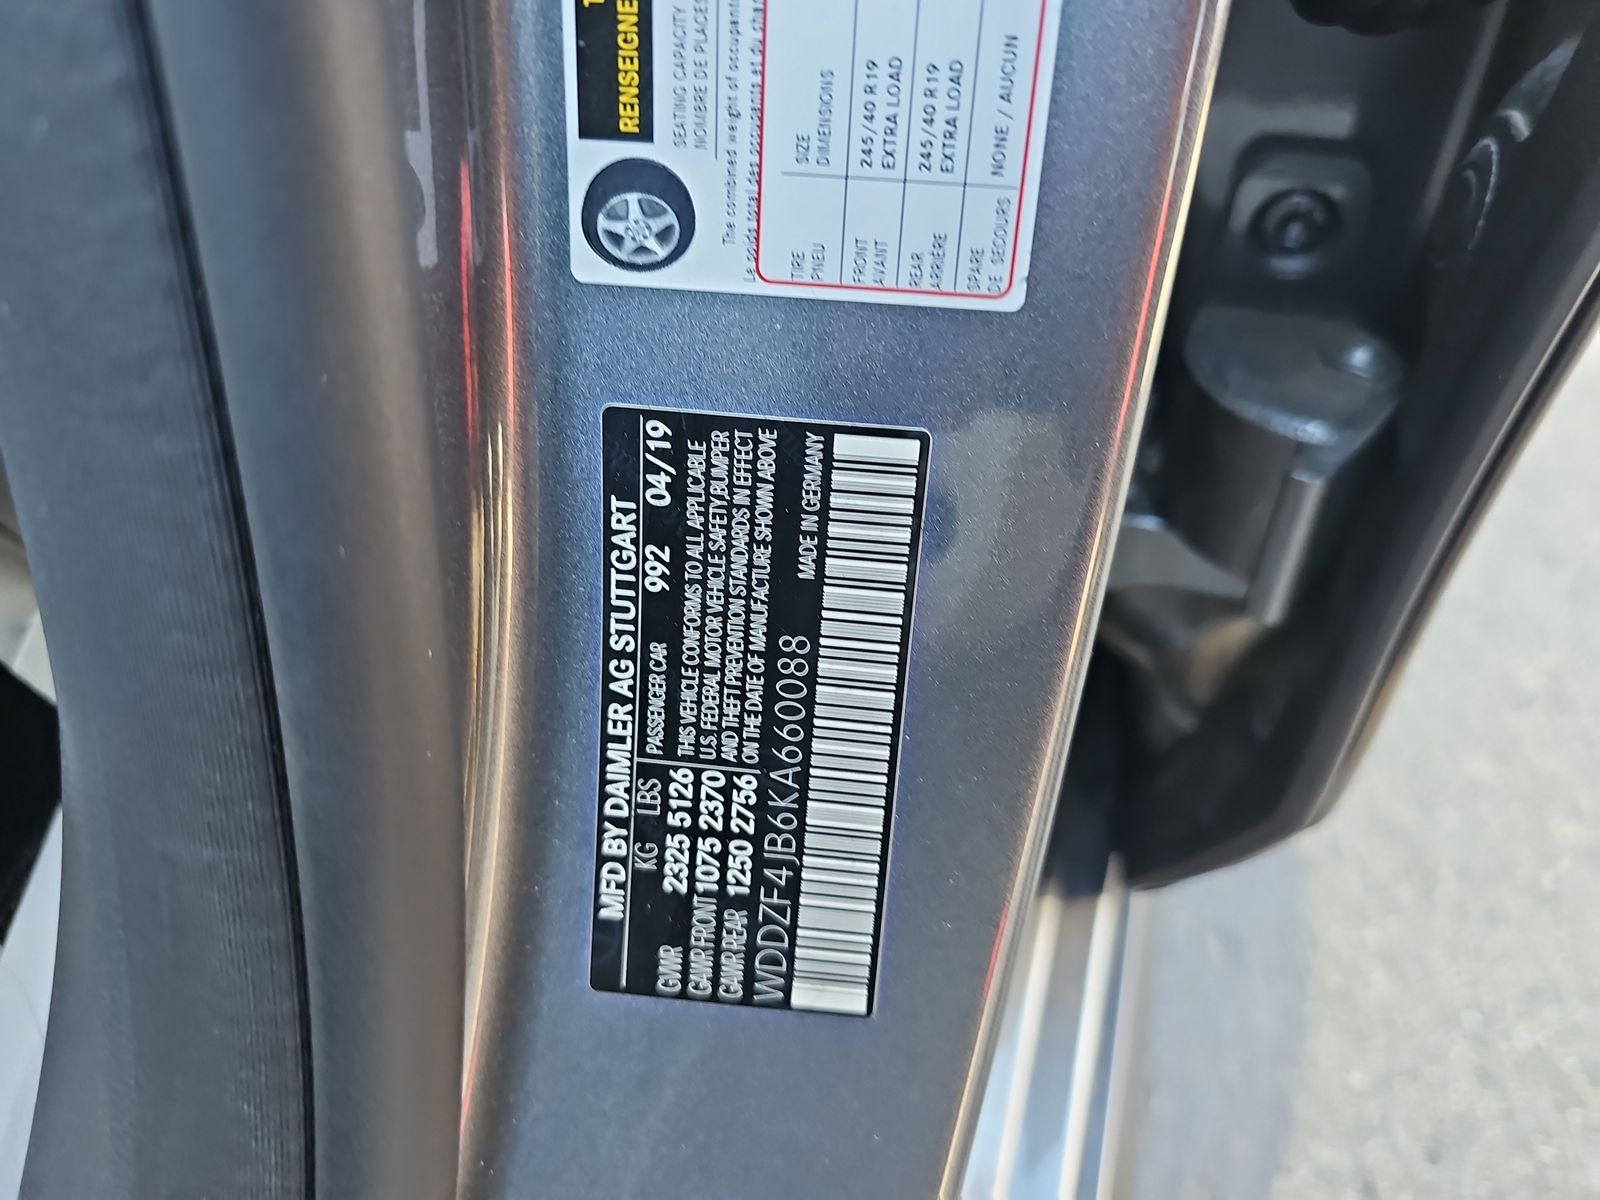 RENSEIGNE
SEATING CAPACITY
NOMBRE DE PLACES
The combined weight of occupants
Le poids total des occupants et du
TIRE SIZE
PNEU DIMENSIONS
FRONT 245/40 R19
AVANT EXTRA LOAD
REAR 245/40 R19
ARRIÈRE EXTRA LOAD
SPARE NONE / AUCUN
DE SECOURS
MFD BY DAIMLER AG STUTTGART
KG LBS PASSENGER CAR 992 04/19
GVWR 2325 5126 THIS VEHICLE CONFORMS TO ALL APPLICABLE
GAWR FRONT 1075 2370 U.S. FEDERAL MOTOR VEHICLE SAFETY, BUMPER
GAWR REAR 1250 2756 AND THEFT PREVENTION STANDARDS IN EFFECT
ON THE DATE OF MANUFACTURE SHOWN ABOVE
WDDZF4JB6KA660088 MADE IN GERMANY